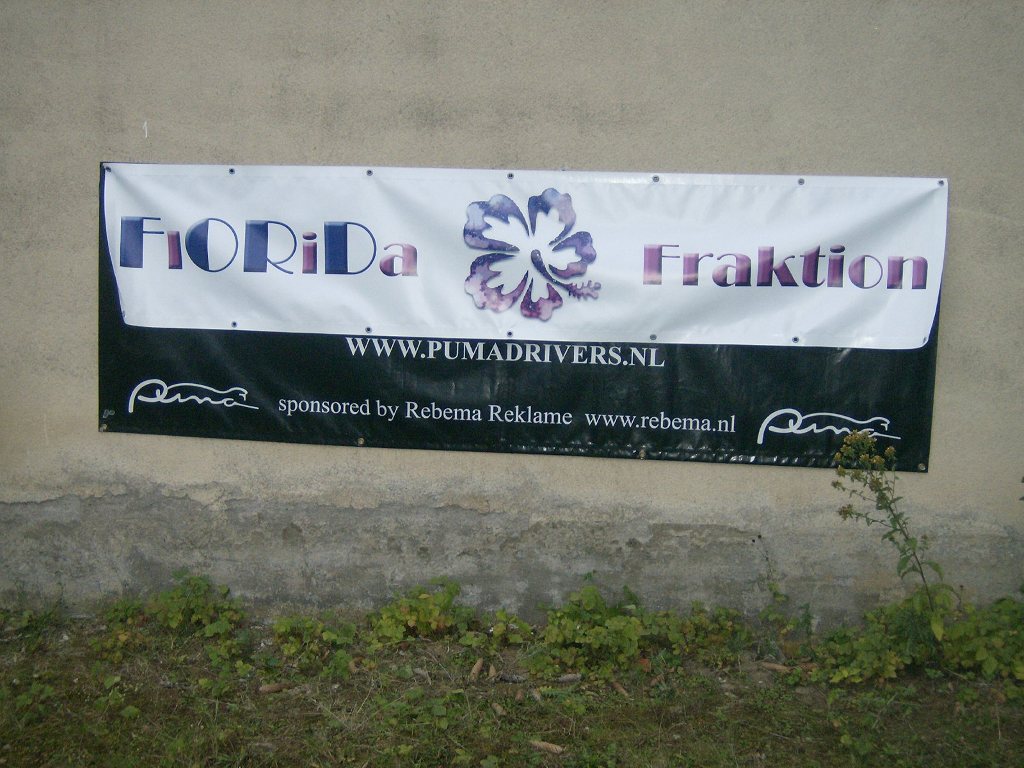 FlORiDa Fraktion
WWW.PUMADRIVERS.NL
Puma sponsored by Rebema Reklame www.rebema.nl Puma